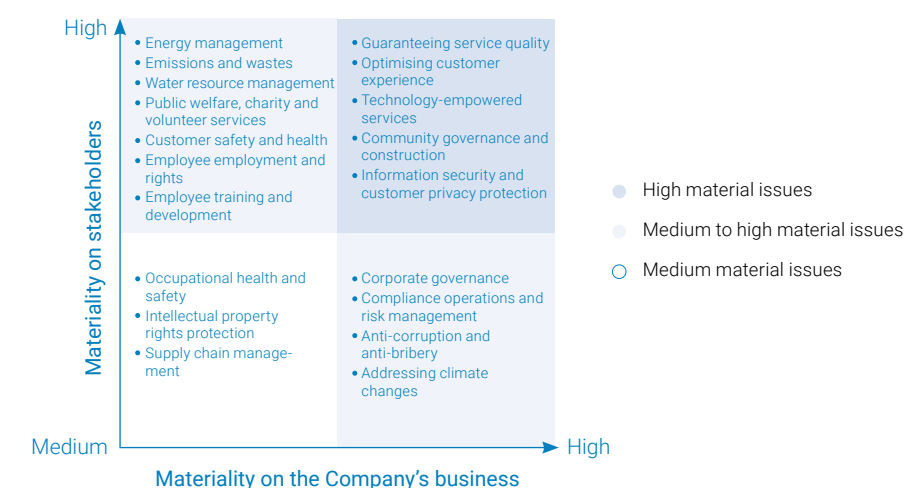 High
Materiality on stakeholders
• Energy management
• Emissions and wastes
• Water resource management
• Public welfare, charity and
volunteer services
• Customer safety and health
• Employee employment and
rights
• Employee training and
development
• Guaranteeing service quality
• Optimising customer
experience
• Technology-empowered
services
• Community governance and
construction
• Information security and
customer privacy protection
• Occupational health and
safety
• Intellectual property
rights protection
• Supply chain manage-
ment
• Corporate governance
• Compliance operations and
risk management
• Anti-corruption and
anti-bribery
• Addressing climate
changes
Medium
High
Materiality on the Company's business
High material issues
Medium to high material issues
Medium material issues